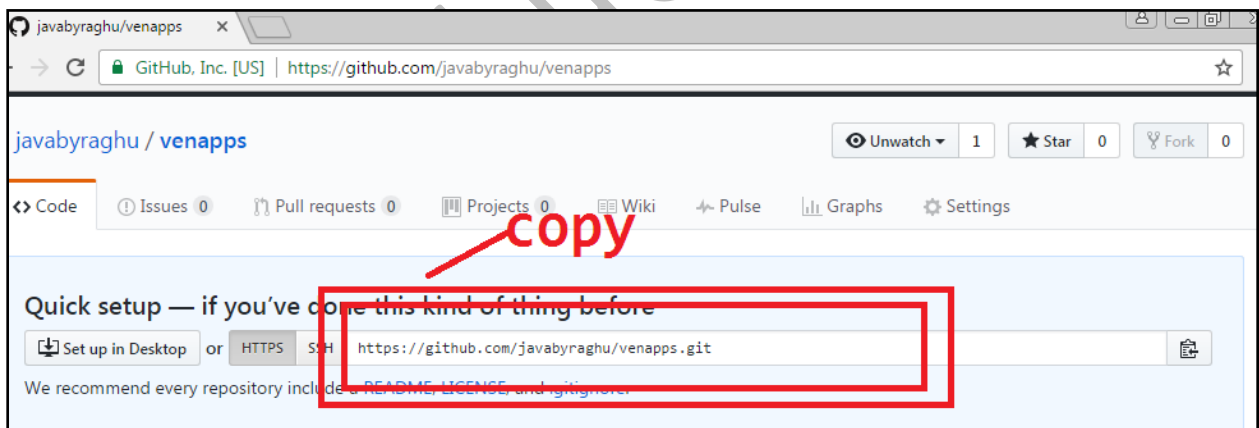 javabyraghu/venapps
GitHub, Inc. [US] | https://github.com/javabyraghu/venapps
javabyraghu / venapps
Unwatch 1 Star 0 Fork 0
<> Code Issues 0 Pull requests 0 Projects 0 Wiki Pulse Graphs Settings
copy
Quick setup — if you've done this kind of thing before
Set up in Desktop or HTTPS SSH https://github.com/javabyraghu/venapps.git
We recommend every repository include a README, LICENSE, and .gitignore.